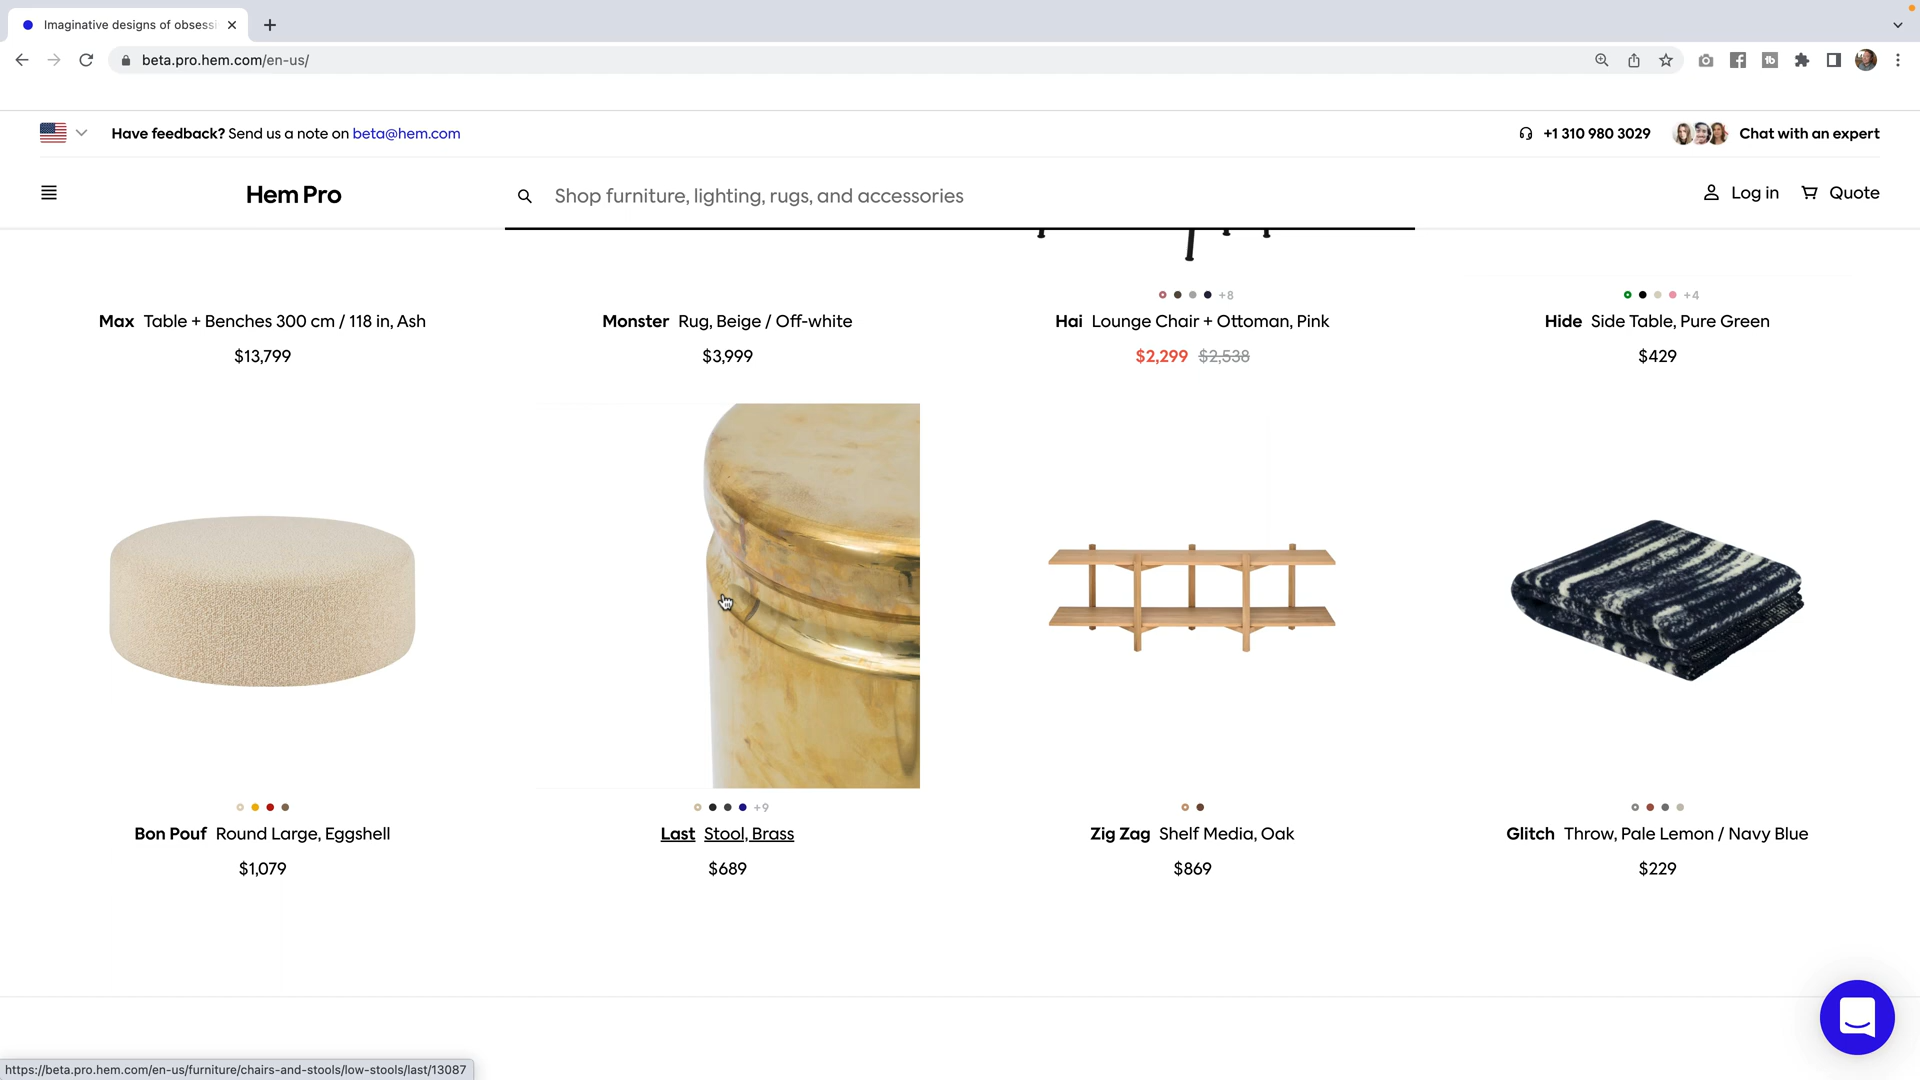 Imaginative designs of obsessi
beta.pro.hem.com/en-us/
Have feedback? Send us a note on beta@hem.com
+1 310 980 3029
Chat with an expert
Hem Pro
Shop furniture, lighting, rugs, and accessories
Log in
Quote
+8
+4
Max Table + Benches 300 cm / 118 in, Ash
Monster Rug, Beige / Off-white
Hai Lounge Chair + Ottoman, Pink
Hide Side Table, Pure Green
$13,799
$3,999
$2,299 $2,538
$429
+9
Bon Pouf Round Large, Eggshell
Last Stool, Brass
Zig Zag Shelf Media, Oak
Glitch Throw, Pale Lemon / Navy Blue
$1,079
$689
$869
$229
https://beta.pro.hem.com/en-us/furniture/chairs-and-stools/low-stools/last/13087